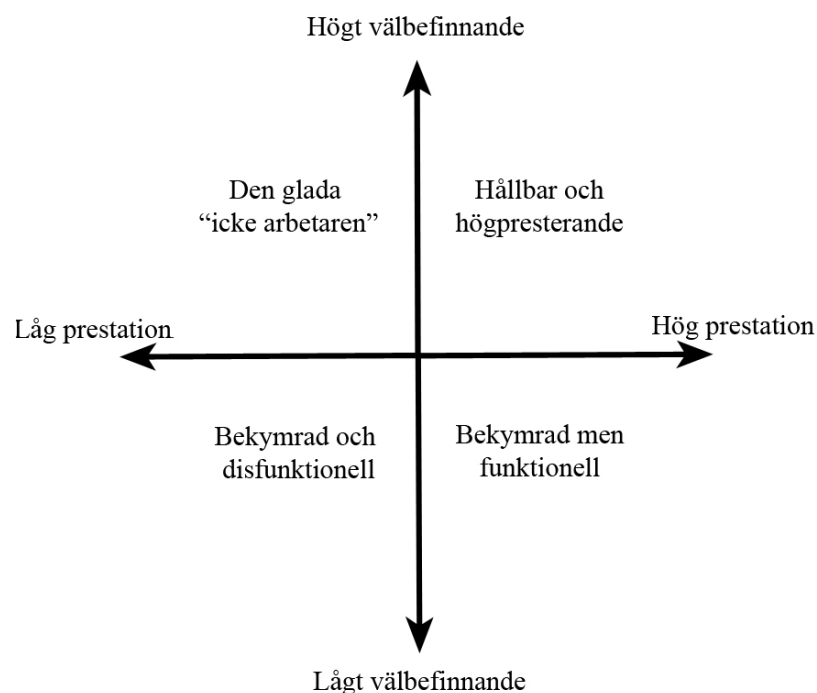 Högt välbefinnande
Den glada
“icke arbetaren”
Hållbar och
högpresterande
Låg prestation
Hög prestation
Bekymrad och
disfunktionell
Bekymrad men
funktionell
Lågt välbefinnande